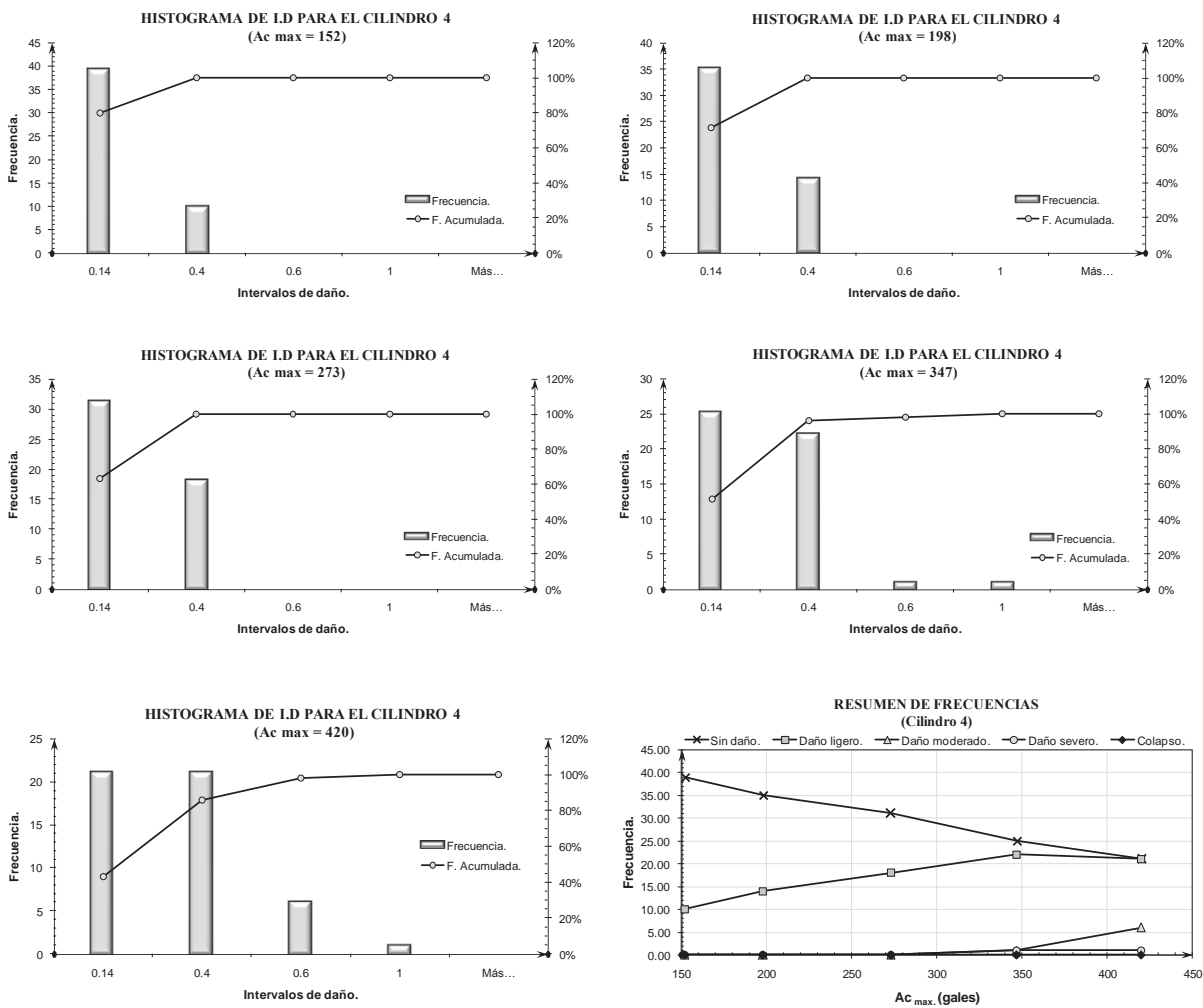 HISTOGRAMA DE I.D PARA EL CILINDRO 4
(Ac max = 152)
45
40
35
30
25
20
15
10
5
0
120%
100%
80%
60%
40%
20%
0%
Frecuencia.
Frecuencia.
F. Acumulada.
0.14 0.4 0.6 1 Más…
Intervalos de daño.
HISTOGRAMA DE I.D PARA EL CILINDRO 4
(Ac max = 198)
40
35
30
25
20
15
10
5
0
120%
100%
80%
60%
40%
20%
0%
Frecuencia.
Frecuencia.
F. Acumulada.
0.14 0.4 0.6 1 Más…
Intervalos de daño.
HISTOGRAMA DE I.D PARA EL CILINDRO 4
(Ac max = 273)
35
30
25
20
15
10
5
0
120%
100%
80%
60%
40%
20%
0%
Frecuencia.
Frecuencia.
F. Acumulada.
0.14 0.4 0.6 1 Más…
Intervalos de daño.
HISTOGRAMA DE I.D PARA EL CILINDRO 4
(Ac max = 347)
30
25
20
15
10
5
0
120%
100%
80%
60%
40%
20%
0%
Frecuencia.
Frecuencia.
F. Acumulada.
0.14 0.4 0.6 1 Más…
Intervalos de daño.
HISTOGRAMA DE I.D PARA EL CILINDRO 4
(Ac max = 420)
25
20
15
10
5
0
120%
100%
80%
60%
40%
20%
0%
Frecuencia.
Frecuencia.
F. Acumulada.
0.14 0.4 0.6 1 Más…
Intervalos de daño.
RESUMEN DE FRECUENCIAS
(Cilindro 4)
Sin daño. Daño ligero. Daño moderado. Daño severo. Colapso.
45.00
40.00
35.00
30.00
25.00
20.00
15.00
10.00
5.00
0.00
Frecuencia.
150 200 250 300 350 400 450
Ac max. (gales)